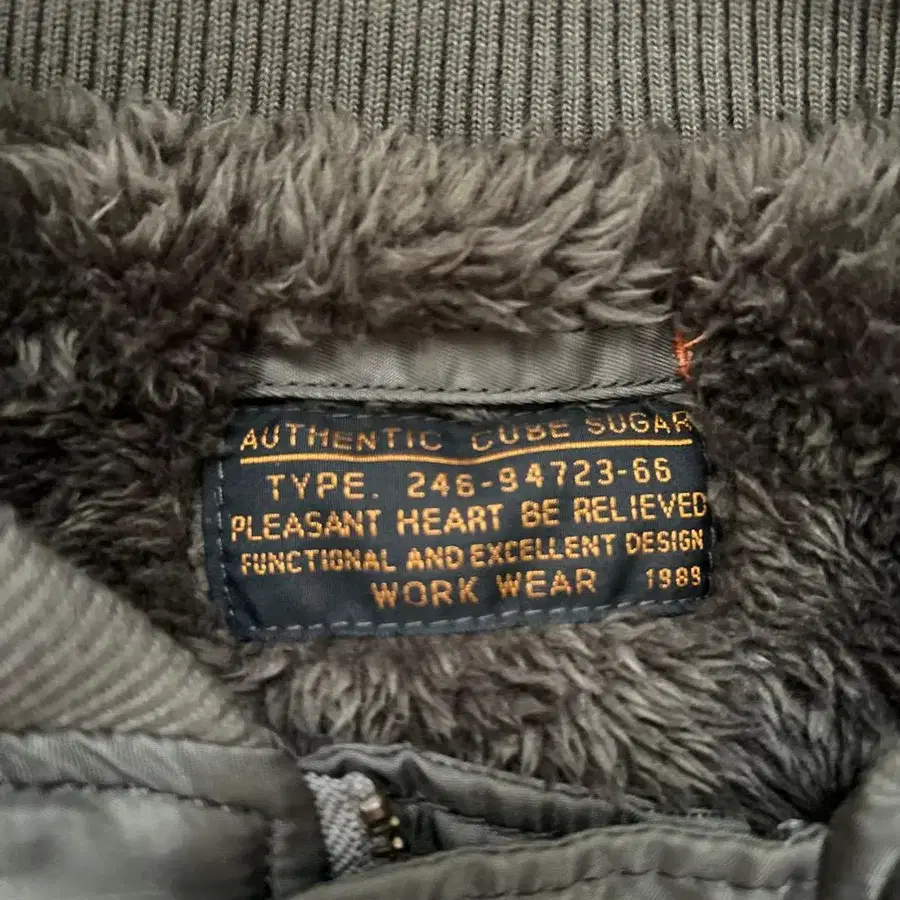 AUTHENTIC CUBE SUGAR
TYPE. 246-94723-66
PLEASANT HEART BE RELIEVED
FUNCTIONAL AND EXCELLENT DESIGN
WORK WEAR 1989